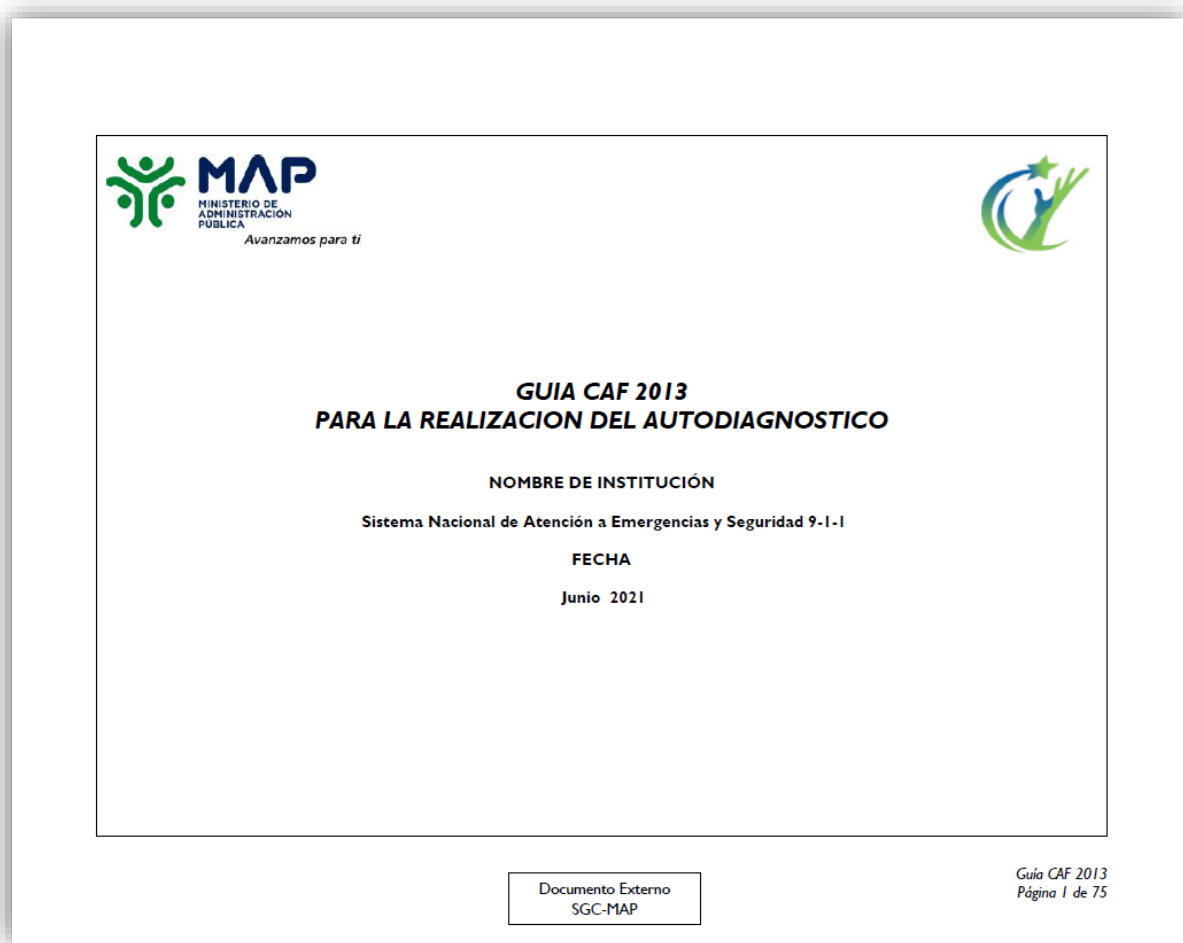 MAP
MINISTERIO DE
ADMINISTRACIÓN
PÚBLICA
Avanzamos para ti
GUIA CAF 2013
PARA LA REALIZACION DEL AUTODIAGNOSTICO
NOMBRE DE INSTITUCIÓN
Sistema Nacional de Atención a Emergencias y Seguridad 9-1-1
FECHA
Junio 2021
Documento Externo
SGC-MAP
Guía CAF 2013
Página 1 de 75